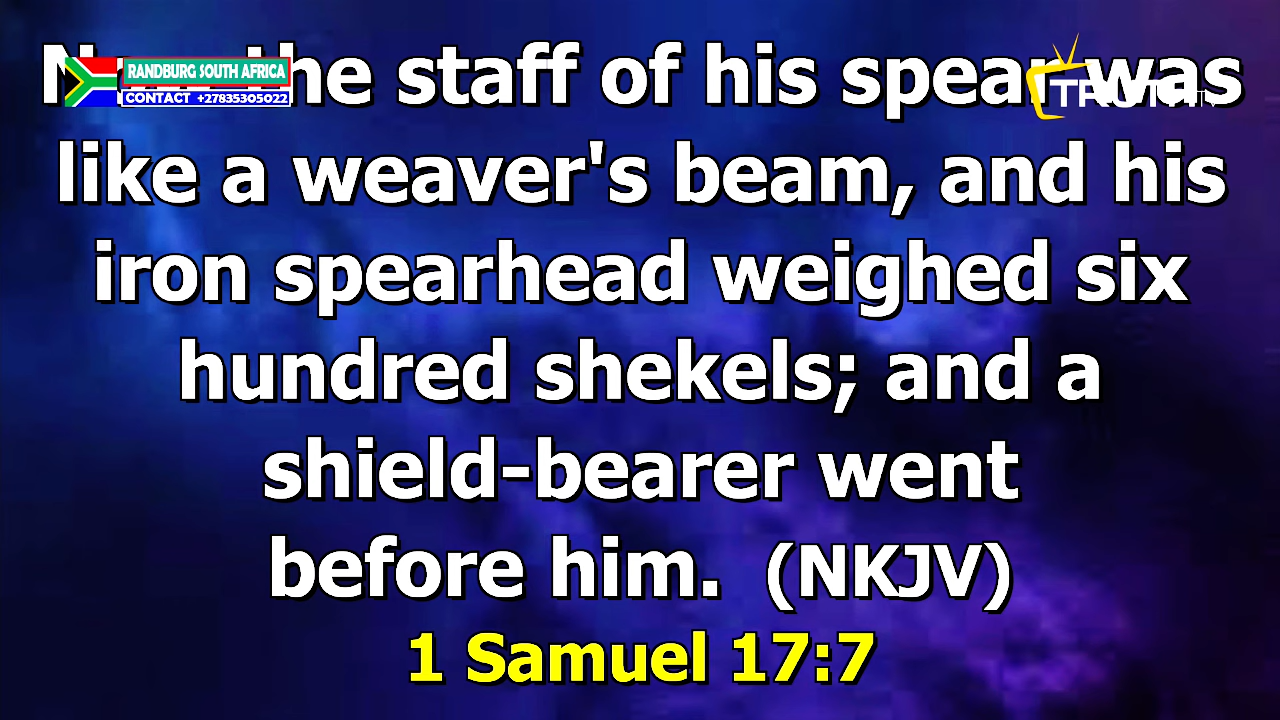 the staff of his spear was
like a weaver's beam, and his
iron spearhead weighed six
hundred shekels; and a
shield-bearer went
before him. (NKJV)
1 Samuel 17:7
RANDBURG SOUTH AFRICA
CONTACT +27835305022